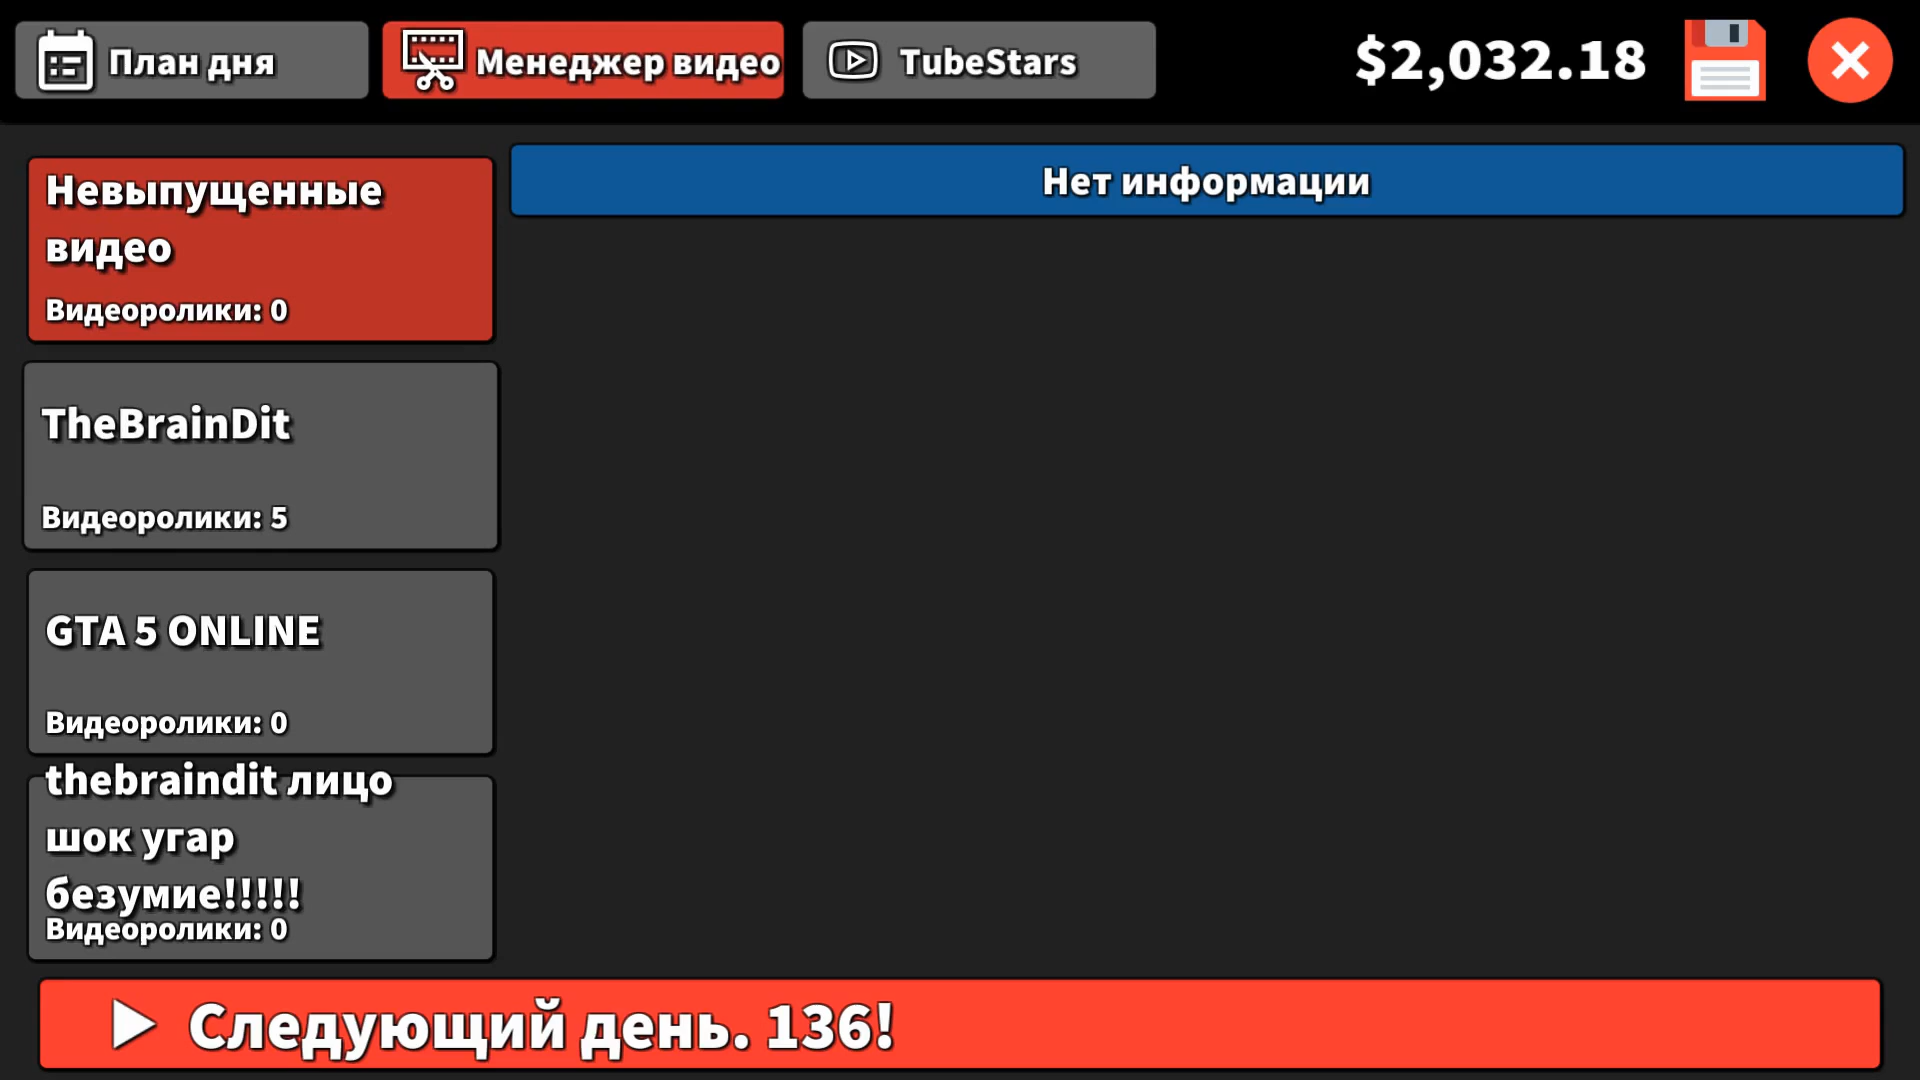 План дня
Менеджер видео
TubeStars
$2,032.18
Невыпущенные
видео
Видеоролики: 0
Нет информации
TheBrainDit
Видеоролики: 5
GTA 5 ONLINE
Видеоролики: 0
thebraindit лицо
шок угар
безумие!!!!!
Видеоролики: 0
Следующий день. 136!